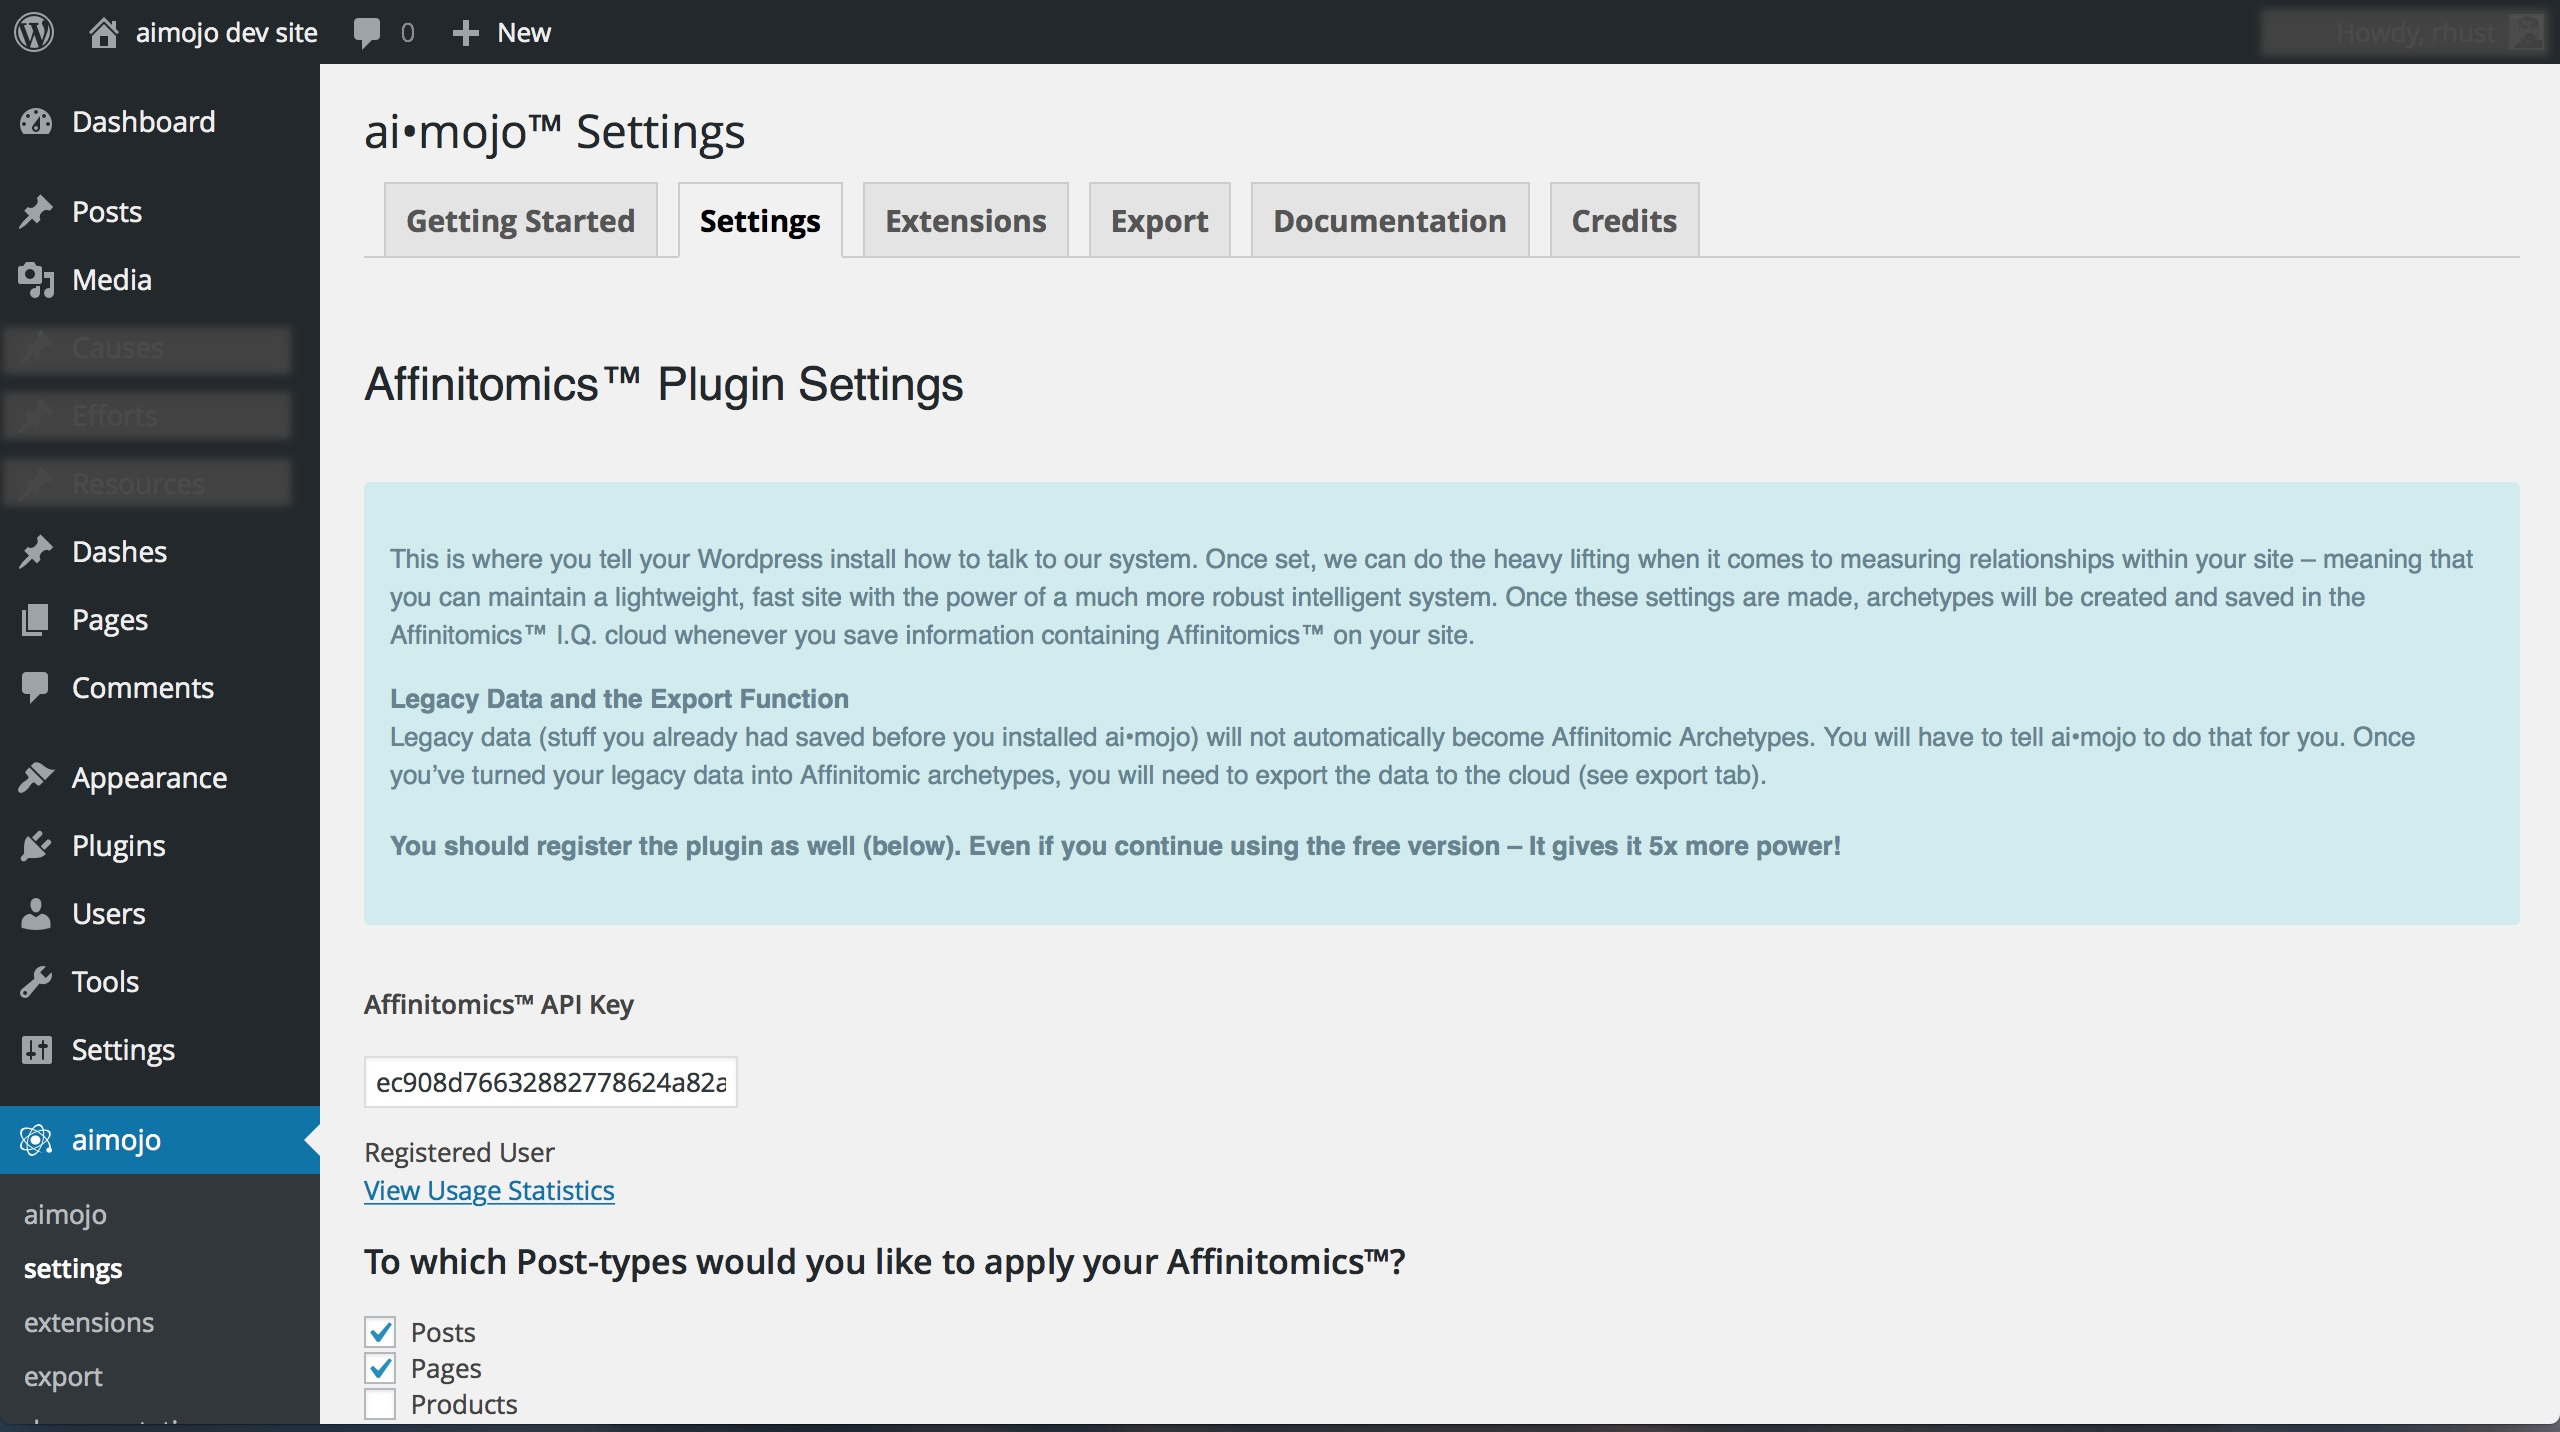 aimojo dev site
0
New
Howdy, rhust
Dashboard
Posts
Media
Causes
Efforts
Resources
Dashes
Pages
Comments
Appearance
Plugins
Users
Tools
Settings
aimojo
aimojo
settings
extensions
export
ai•mojo™ Settings
Getting Started
Settings
Extensions
Export
Documentation
Credits
Affinitomics™ Plugin Settings
This is where you tell your Wordpress install how to talk to our system. Once set, we can do the heavy lifting when it comes to measuring relationships within your site – meaning that
you can maintain a lightweight, fast site with the power of a much more robust intelligent system. Once these settings are made, archetypes will be created and saved in the
Affinitomics™ I.Q. cloud whenever you save information containing Affinitomics™ on your site.
Legacy Data and the Export Function
Legacy data (stuff you already had saved before you installed ai•mojo) will not automatically become Affinitomic Archetypes. You will have to tell ai•mojo to do that for you. Once
you’ve turned your legacy data into Affinitomic archetypes, you will need to export the data to the cloud (see export tab).
You should register the plugin as well (below). Even if you continue using the free version – It gives it 5x more power!
Affinitomics™ API Key
ec908d76632882778624a82a
Registered User
View Usage Statistics
To which Post-types would you like to apply your Affinitomics™?
Posts
Pages
Products